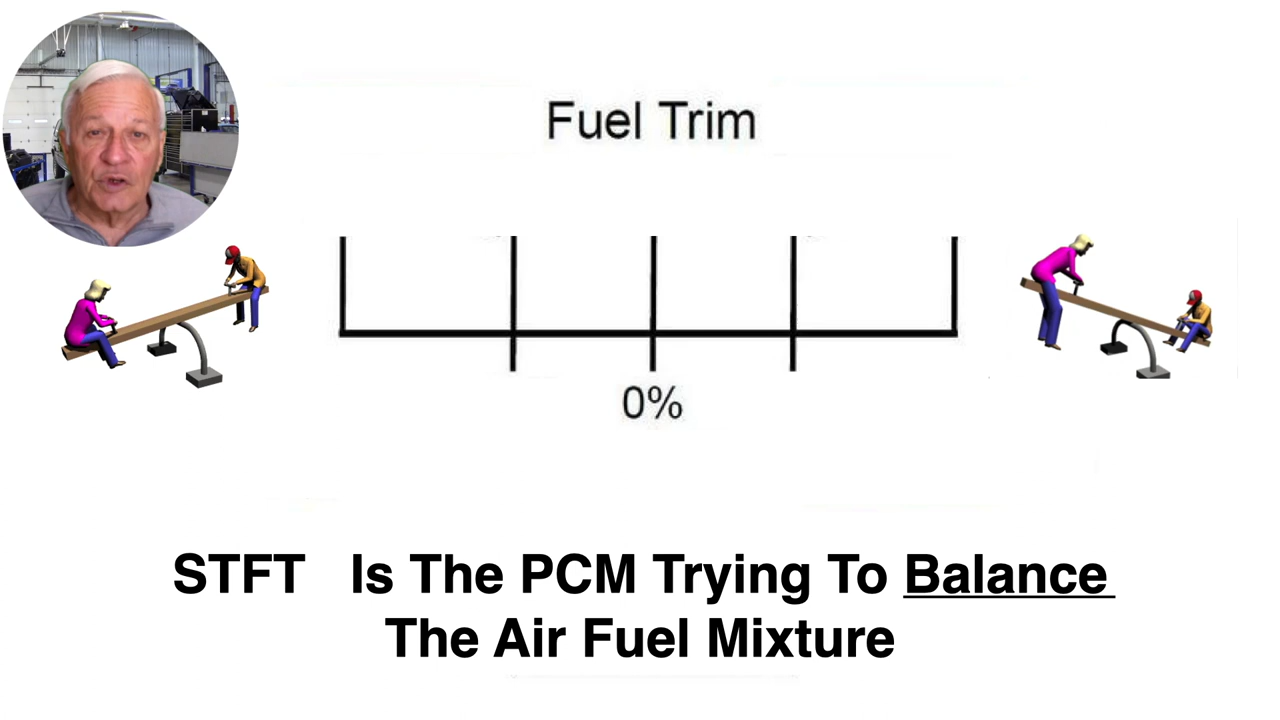 Fuel Trim
0%
STFT Is The PCM Trying To Balance
The Air Fuel Mixture